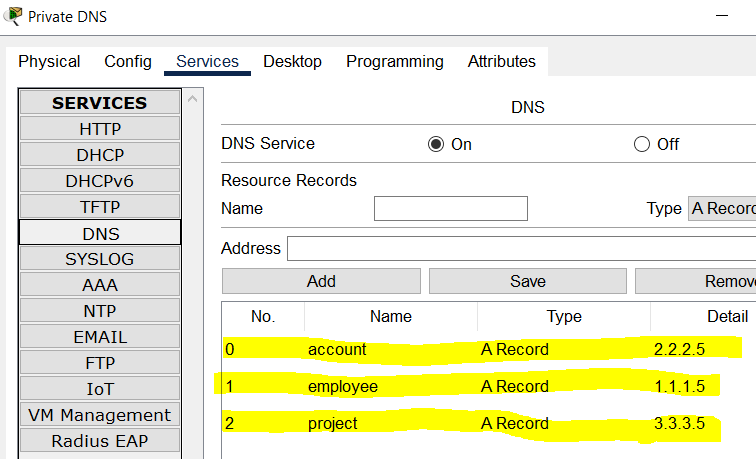 Private DNS
Physical Config Services Desktop Programming Attributes
SERVICES
HTTP
DHCP
DHCPv6
TFTP
DNS
SYSLOG
AAA
NTP
EMAIL
FTP
IoT
VM Management
Radius EAP
DNS
DNS Service On Off
Resource Records
Name Type A Record
Address
Add Save Remove
No. Name Type Detail
0 account A Record 2.2.2.5
1 employee A Record 1.1.1.5
2 project A Record 3.3.3.5